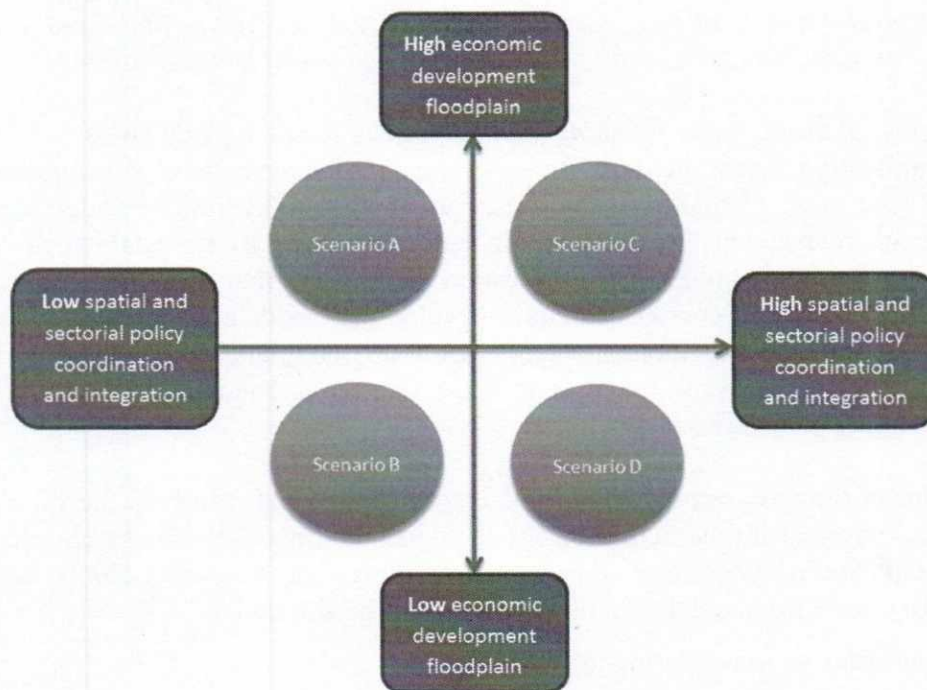 High economic
development
floodplain
Scenario A
Scenario C
Low spatial and
sectorial policy
coordination
and integration
High spatial and
sectorial policy
coordination
and integration
Scenario B
Scenario D
Low economic
development
floodplain